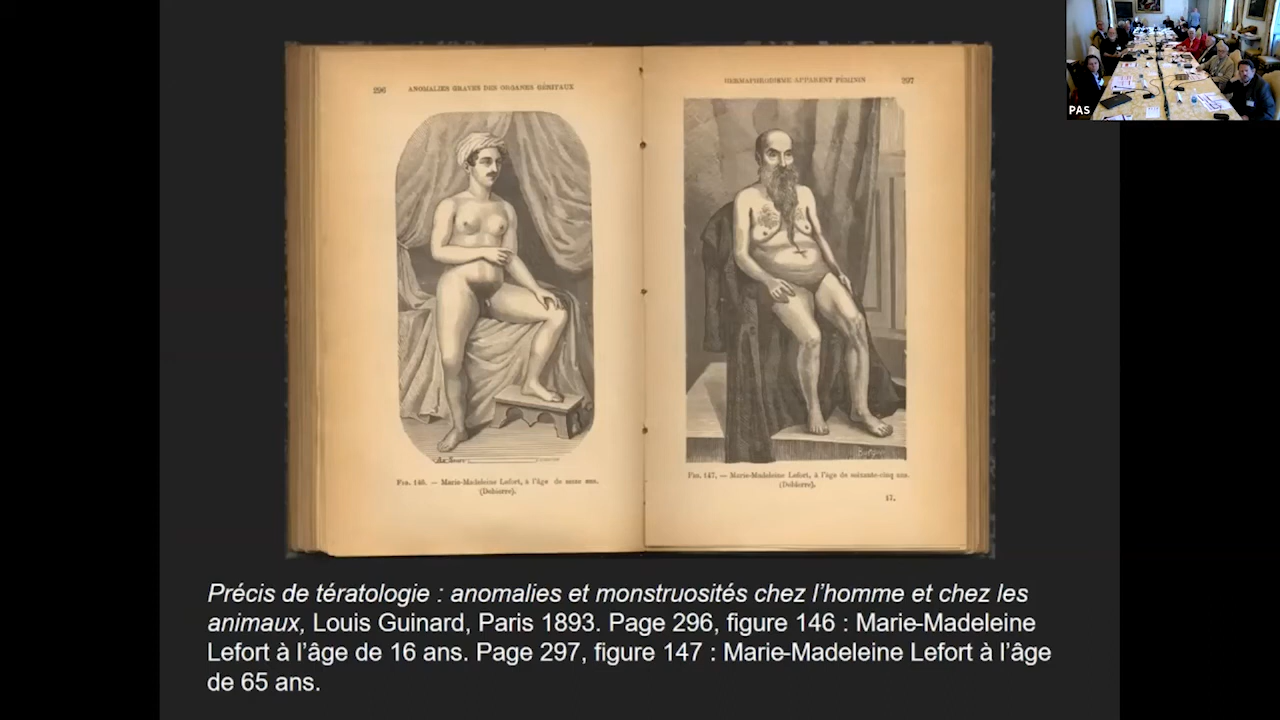 296 ANOMALIES GRAVES DES ORGANES GÉNITAUX
HERMAPHRODISME APPARENT FÉMININ 297
PAS
Fig. 146. — Marie-Madeleine Lefort, à l'âge de seize ans.
(Debierre).
Fig. 147. — Marie-Madeleine Lefort, à l'âge de soixante-cinq ans.
(Debierre).
17.
Précis de tératologie : anomalies et monstruosités chez l'homme et chez les
animaux, Louis Guinard, Paris 1893. Page 296, figure 146 : Marie-Madeleine
Lefort à l'âge de 16 ans. Page 297, figure 147 : Marie-Madeleine Lefort à l'âge
de 65 ans.